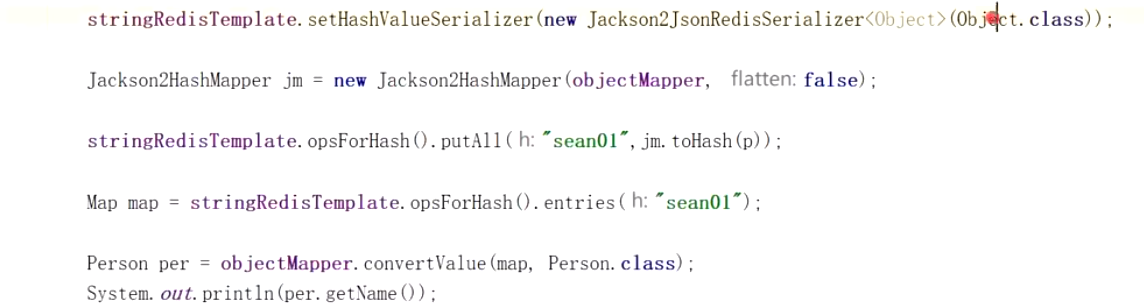 stringRedisTemplate.setHashValueSerializer(new Jackson2JsonRedisSerializer<Object>(Object.class));
Jackson2HashMapper jm = new Jackson2HashMapper(objectMapper, flatten: false);
stringRedisTemplate.opsForHash().putAll( h: "sean01",jm.toHash(p));
Map map = stringRedisTemplate.opsForHash().entries( h: "sean01");
Person per = objectMapper.convertValue(map, Person.class);
System.out.println(per.getName());